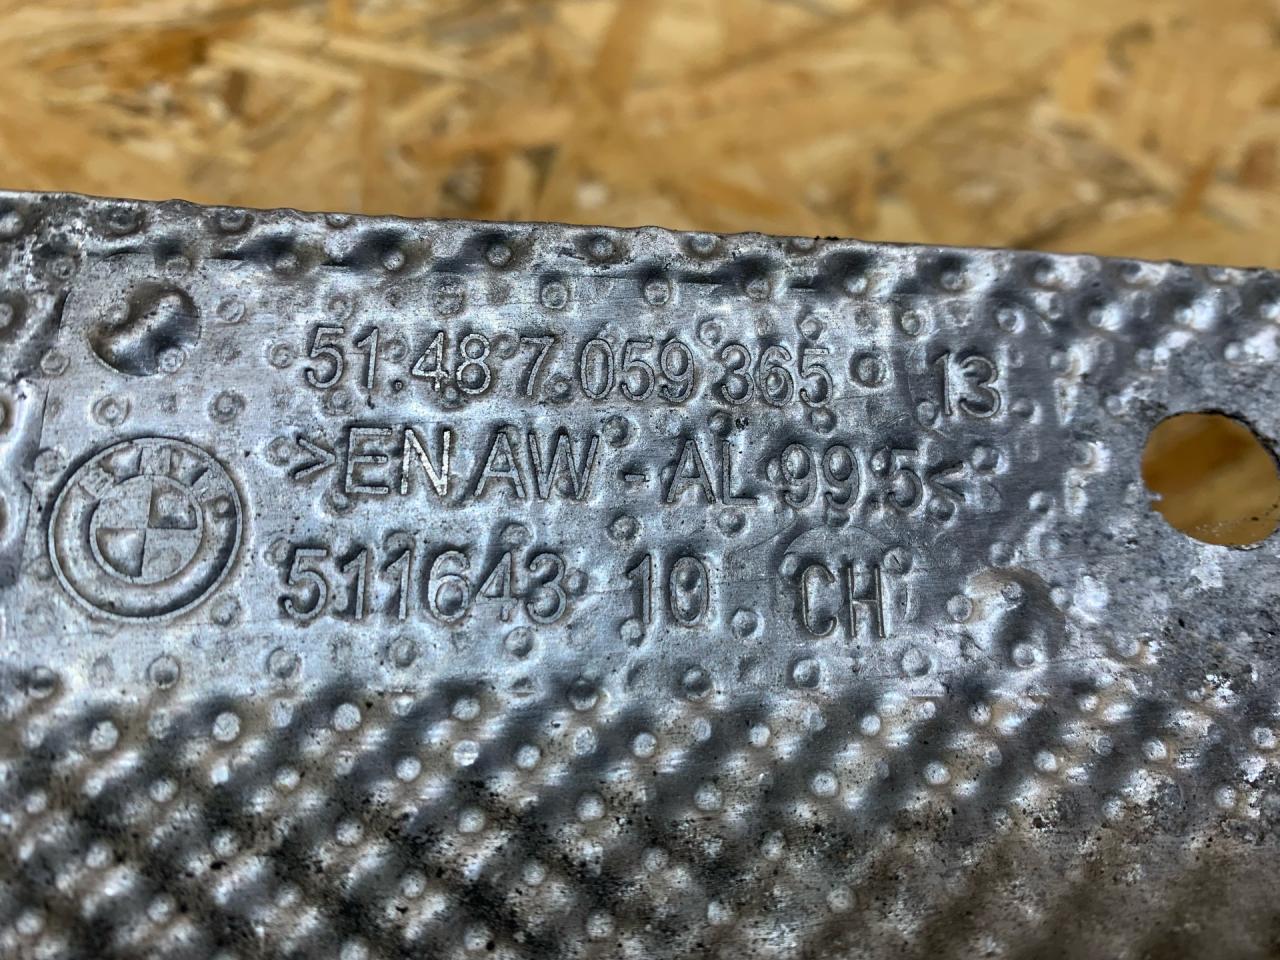 51.48 7.059 365 13
>EN AW - AL 99.5<
511643 10 CH